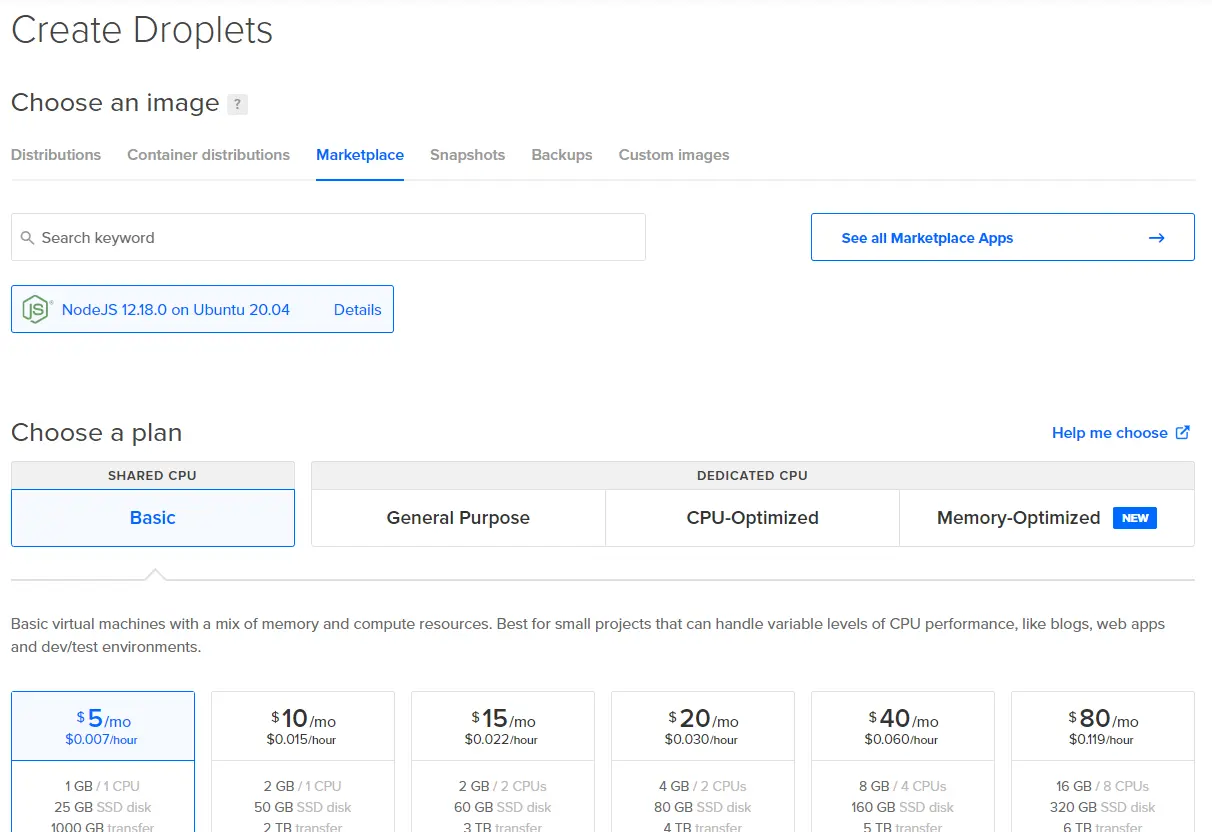 Create Droplets
Choose an image ?
Distributions Container distributions Marketplace Snapshots Backups Custom images
Search keyword See all Marketplace Apps →
JS NodeJS 12.18.0 on Ubuntu 20.04 Details
Choose a plan Help me choose
SHARED CPU DEDICATED CPU
Basic General Purpose CPU-Optimized Memory-Optimized NEW
Basic virtual machines with a mix of memory and compute resources. Best for small projects that can handle variable levels of CPU performance, like blogs, web apps
and dev/test environments.
$5/mo $10/mo $15/mo $20/mo $40/mo $80/mo
$0.007/hour $0.015/hour $0.022/hour $0.030/hour $0.060/hour $0.119/hour
1 GB / 1 CPU 2 GB / 1 CPU 2 GB / 2 CPUs 4 GB / 2 CPUs 8 GB / 4 CPUs 16 GB / 8 CPUs
25 GB SSD disk 50 GB SSD disk 60 GB SSD disk 80 GB SSD disk 160 GB SSD disk 320 GB SSD disk
1000 GB transfer 2 TB transfer 3 TB transfer 4 TB transfer 5 TB transfer 6 TB transfer